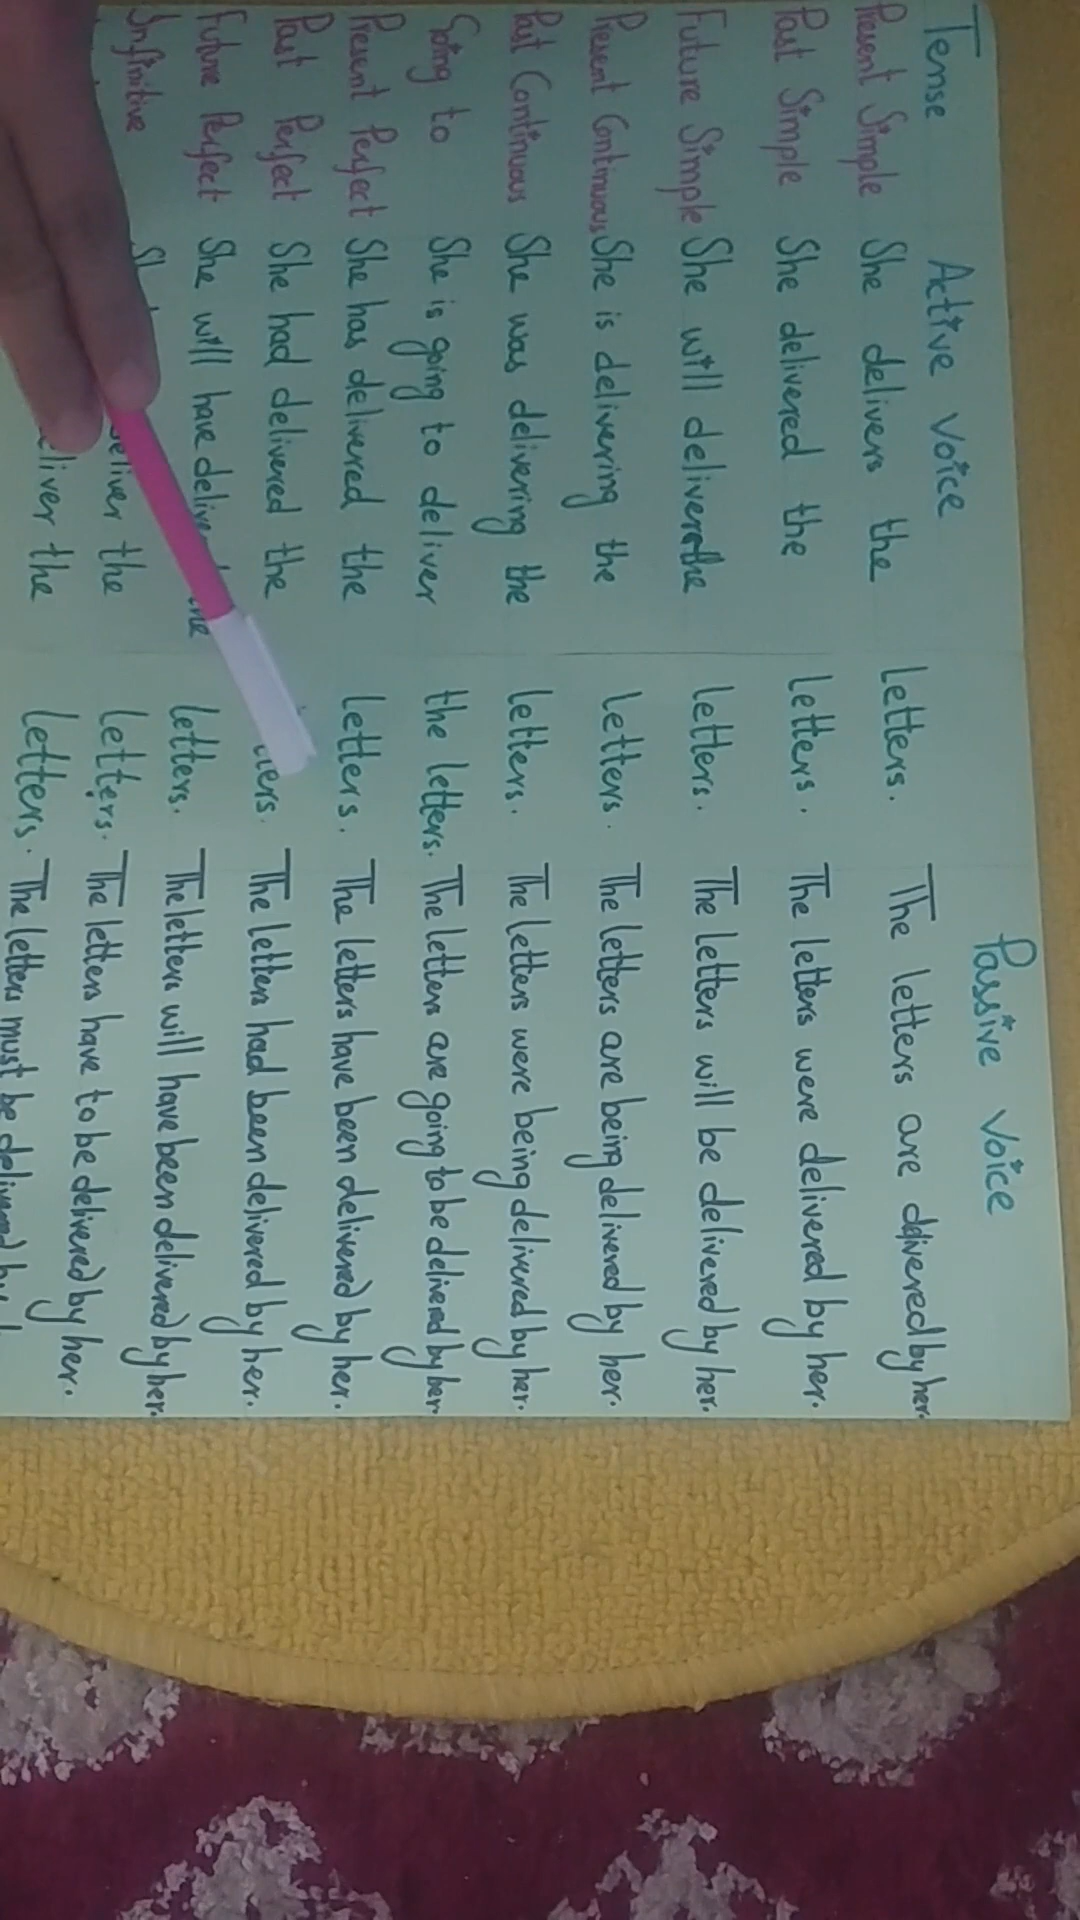 Tense Active voice Passive voice
Present Simple She delivers the letters. The letters are delivered by her.
Past Simple She delivered the letters. The letters were delivered by her.
Future Simple She will deliver the letters. The letters will be delivered by her.
Present Continuous She is delivering the letters. The letters are being delivered by her.
Past Continuous She was delivering the letters. The letters were being delivered by her.
Going to She is going to deliver the letters. The letters are going to be delivered by her.
Present Perfect She has delivered the letters. The letters have been delivered by her.
Past Perfect She had delivered the The letters had been delivered by her.
Future Perfect She will have letters. The letters will have been delivered by her.
Infinitive deliver the letters. The letters have to be delivered by her.
the letters. The letters must be delivered by